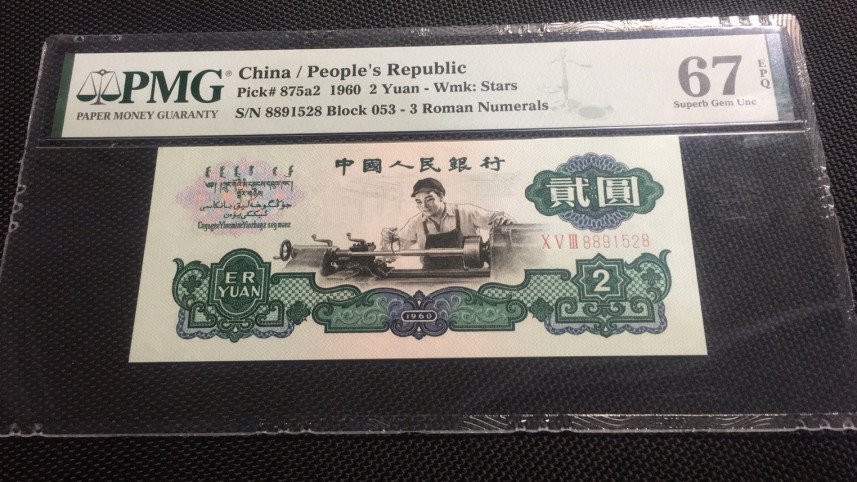 PMG®
PAPER MONEY GUARANTY
China / People's Republic
Pick# 875a2 1960 2 Yuan - Wmk: Stars
S/N 8891528 Block 053 - 3 Roman Numerals
67
EPQ
Superb Gem Unc
中國人民銀行
貳圓
XVIII 8891528
ER
YUAN
1960
2